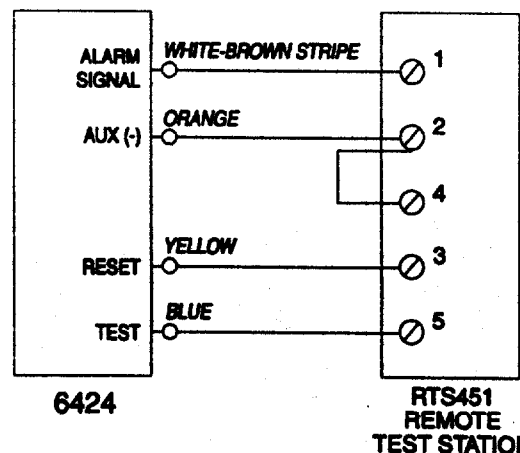 ALARM SIGNAL WHITE-BROWN STRIPE 1
AUX (-) ORANGE 2
4
RESET YELLOW 3
TEST BLUE 5
6424
RTS451
REMOTE
TEST STATION